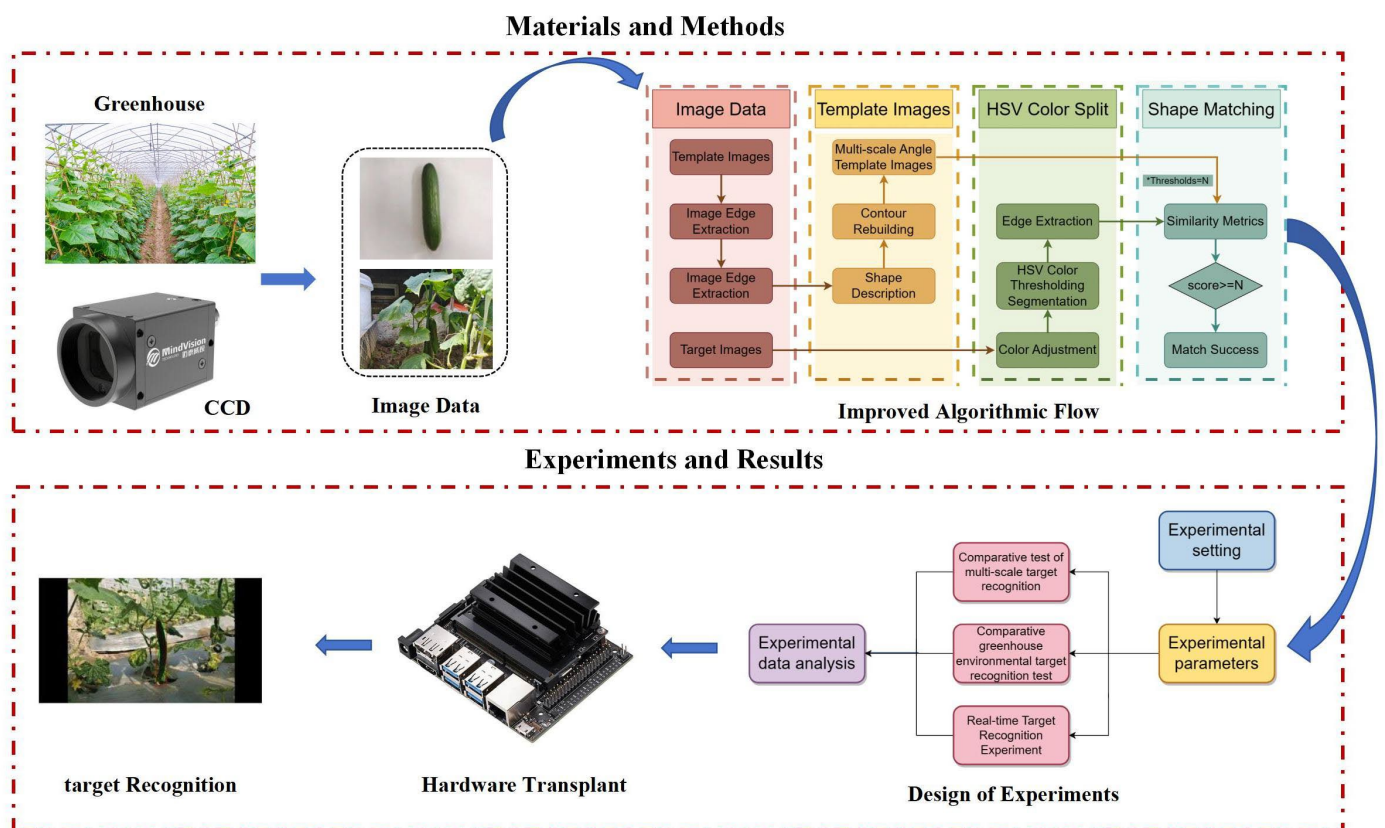 Materials and Methods
Greenhouse
MindVision
CCD
Image Data
Image Data
Template Images
Image Edge
Extraction
Image Edge
Extraction
Target Images
Template Images
Multi-scale Angle
Template Images
Contour
Rebuilding
Shape
Description
HSV Color Split
Edge Extraction
HSV Color
Thresholding
Segmentation
Color Adjustment
Shape Matching
*Thresholds=N
Similarity Metrics
score>=N
Match Success
Improved Algorithmic Flow
Experiments and Results
Experimental
setting
Experimental
parameters
Comparative test of
multi-scale target
recognition
Comparative
greenhouse
environmental target
recognition test
Real-time Target
Recognition
Experiment
Experimental
data analysis
Design of Experiments
Hardware Transplant
target Recognition